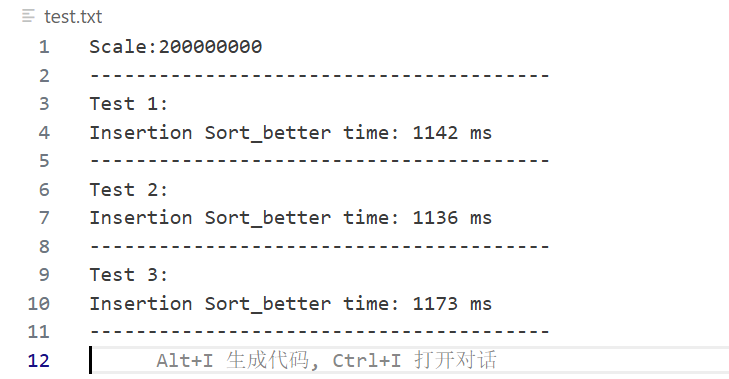 test.txt
1 Scale:200000000
2 ----------------------------------------
3 Test 1:
4 Insertion Sort_better time: 1142 ms
5 ----------------------------------------
6 Test 2:
7 Insertion Sort_better time: 1136 ms
8 ----------------------------------------
9 Test 3:
10 Insertion Sort_better time: 1173 ms
11 ----------------------------------------
12 Alt+I 生成代码, Ctrl+I 打开对话